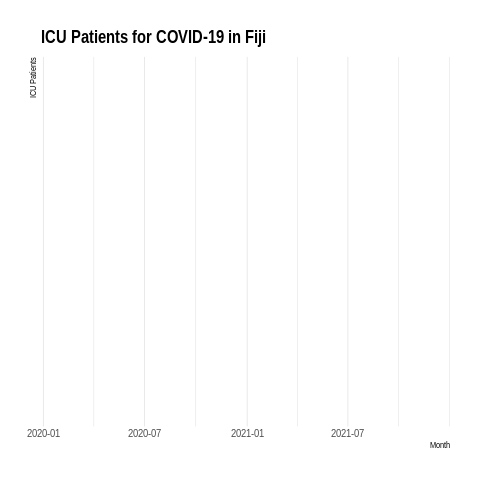 ICU Patients for COVID-19 in Fiji
ICU Patients
2020-01 2020-07 2021-01 2021-07
Month